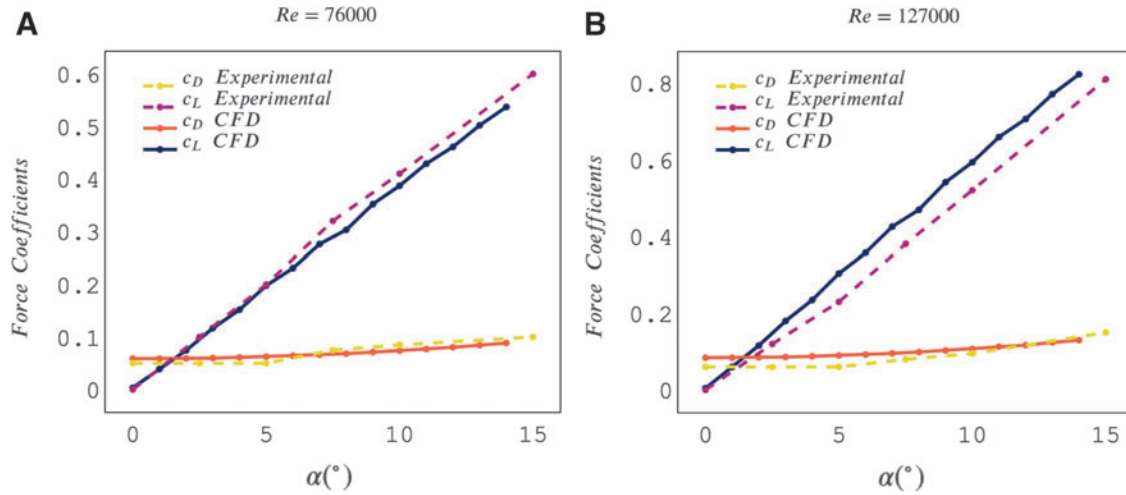 A
Re = 76000
Force Coefficients
0.6
0.5
0.4
0.3
0.2
0.1
0
c_D Experimental
c_L Experimental
c_D CFD
c_L CFD
0 5 10 15
α(°)
B
Re = 127000
Force Coefficients
0.8
0.6
0.4
0.2
0
c_D Experimental
c_L Experimental
c_D CFD
c_L CFD
0 5 10 15
α(°)